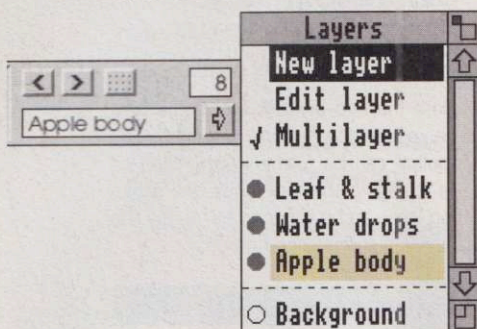 8
Apple body
Layers
New layer
Edit layer
√ Multilayer
Leaf & stalk
Water drops
Apple body
Background